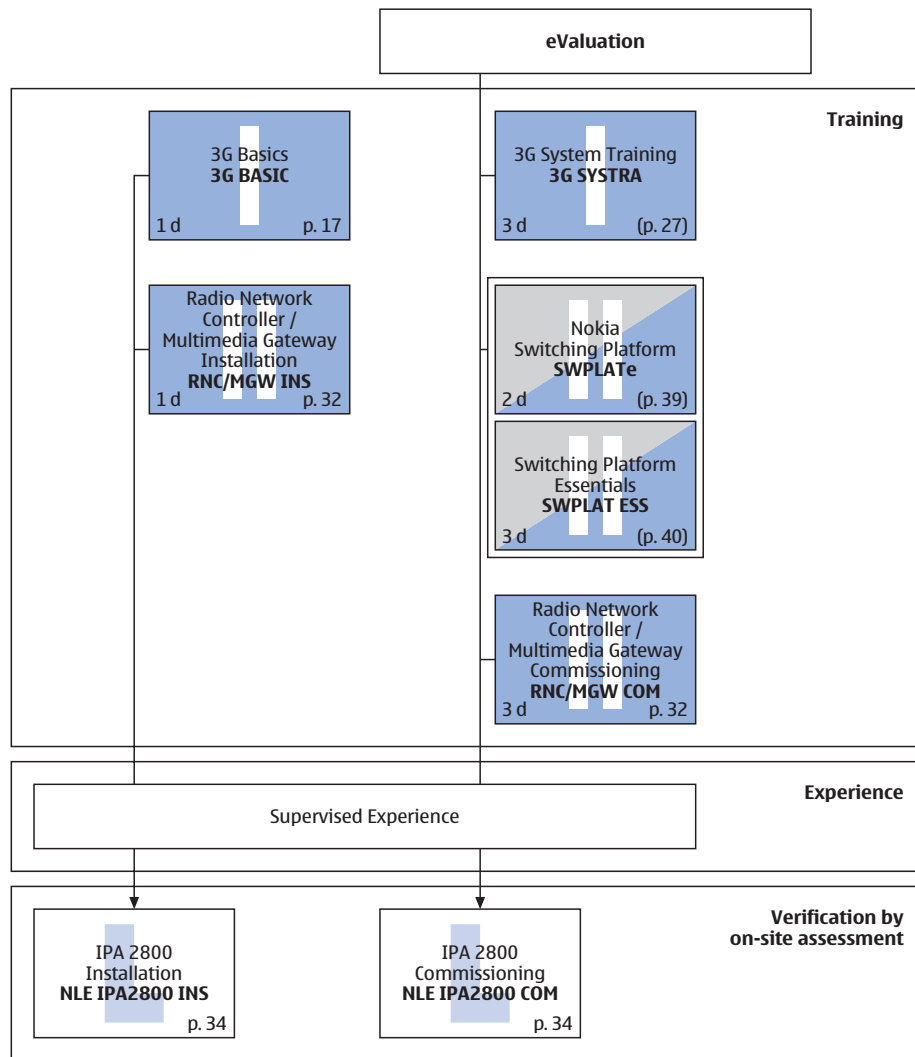 eValuation
Training
3G Basics
3G BASIC
1 d p. 17
3G System Training
3G SYSTRA
3 d (p. 27)
Radio Network
Controller /
Multimedia Gateway
Installation
RNC/MGW INS
1 d p. 32
Nokia
Switching Platform
SWPLATe
2 d (p. 39)
Switching Platform
Essentials
SWPLAT ESS
3 d (p. 40)
Radio Network
Controller /
Multimedia Gateway
Commissioning
RNC/MGW COM
3 d p. 32
Experience
Supervised Experience
Verification by
on-site assessment
IPA 2800
Installation
NLE IPA2800 INS
p. 34
IPA 2800
Commissioning
NLE IPA2800 COM
p. 34